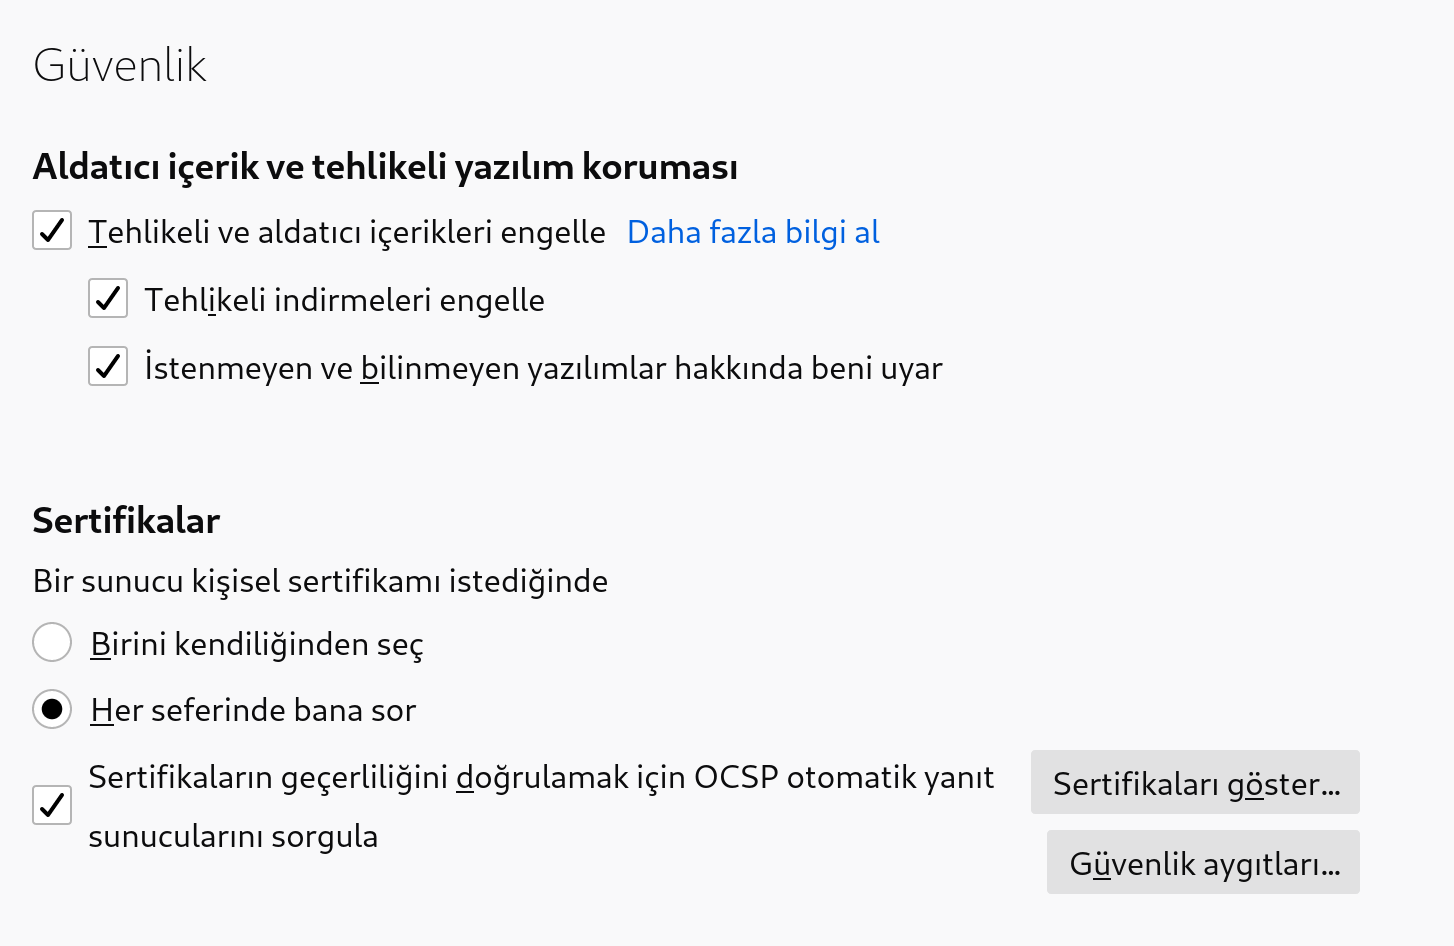 Güvenlik
Aldatıcı içerik ve tehlikeli yazılım koruması
Tehlikeli ve aldatıcı içerikleri engelle Daha fazla bilgi al
Tehlikeli indirmeleri engelle
İstenmeyen ve bilinmeyen yazılımlar hakkında beni uyar
Sertifikalar
Bir sunucu kişisel sertifikamı istediğinde
Birini kendiliğinden seç
Her seferinde bana sor
Sertifikaların geçerliliğini doğrulamak için OCSP otomatik yanıt
sunucularını sorgula
Sertifikaları göster...
Güvenlik aygıtları...